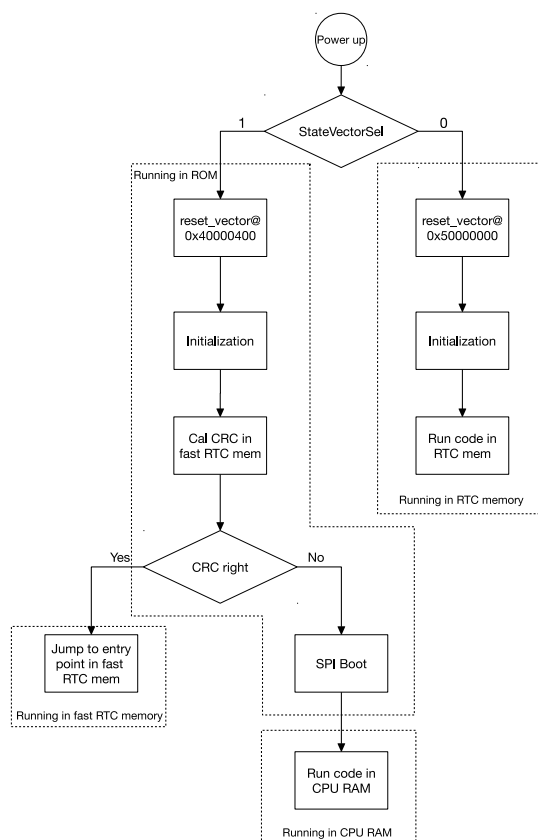 Power up
StateVectorSel
1
0
Running in ROM
reset_vector@
0x40000400
reset_vector@
0x50000000
Initialization
Initialization
Cal CRC in
fast RTC mem
Run code in
RTC mem
Running in RTC memory
Yes
CRC right
No
Jump to entry
point in fast
RTC mem
SPI Boot
Running in fast RTC memory
Run code in
CPU RAM
Running in CPU RAM